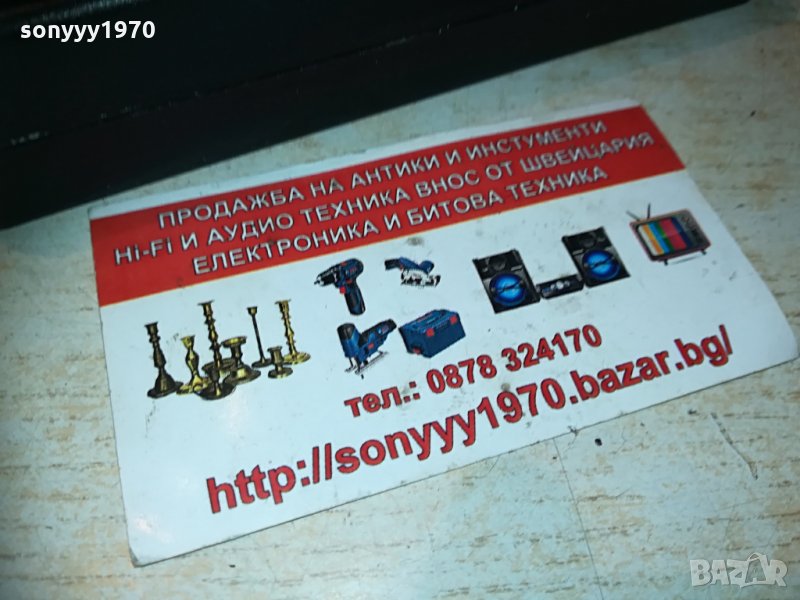 sonyyy1970
ПРОДАЖБА НА АНТИКИ И ИНСТУМЕНТИ
Hi-Fi И АУДИО ТЕХНИКА ВНОС ОТ ШВЕИЦАРИЯ
ЕЛЕКТРОНИКА И БИТОВА ТЕХНИКА
тел.: 0878 324170
http://sonyyy1970.bazar.bg/
BAZAR